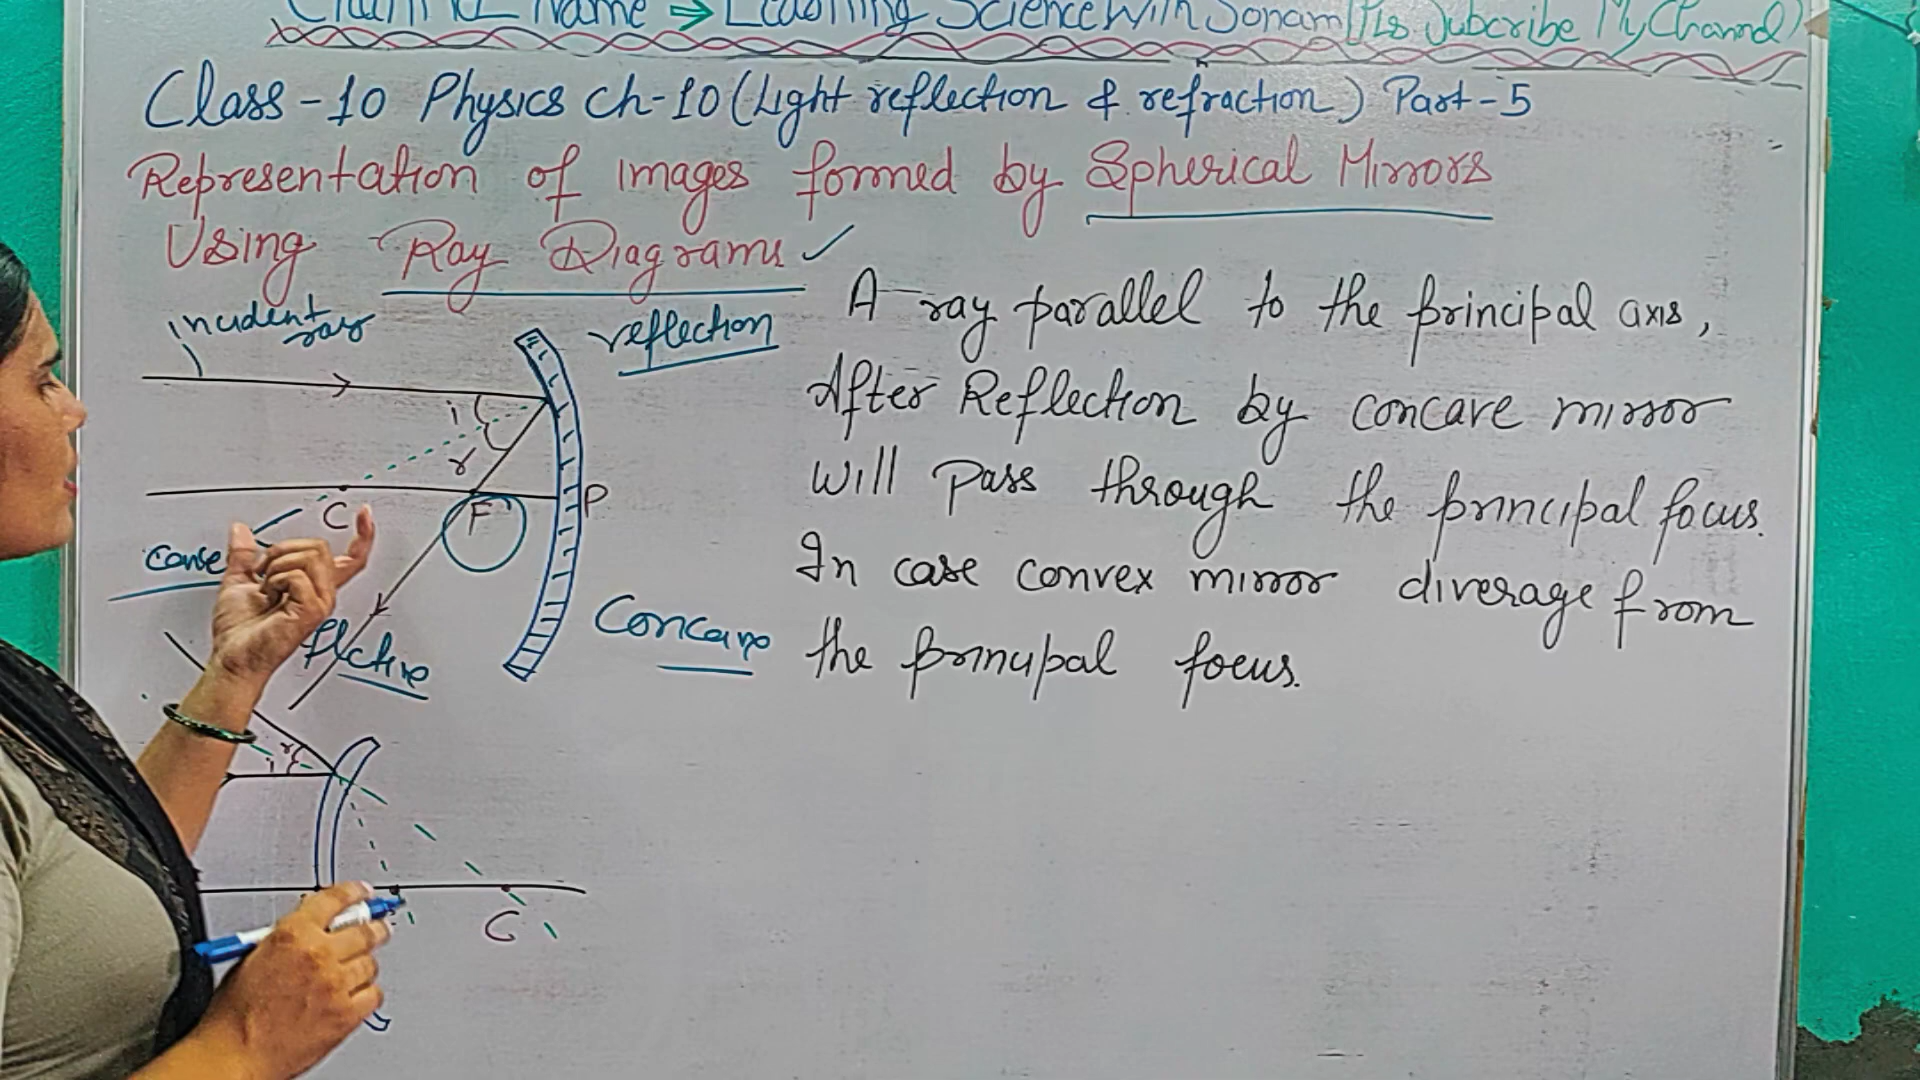 Name → Learning Science With Sonam (Pls Subcribe My Channel)
Class-10 Physics Ch-10 (Light reflection & refraction) Part-5
Representation of images formed by Spherical Mirrors
Using Ray Diagrams ✓
incident ray
reflection
A ray parallel to the principal axis,
After Reflection by concave mirror
will pass through the principal focus.
In case convex mirror diverage from
the principal focus.
i
r
C
F
P
Concave
r
i
C